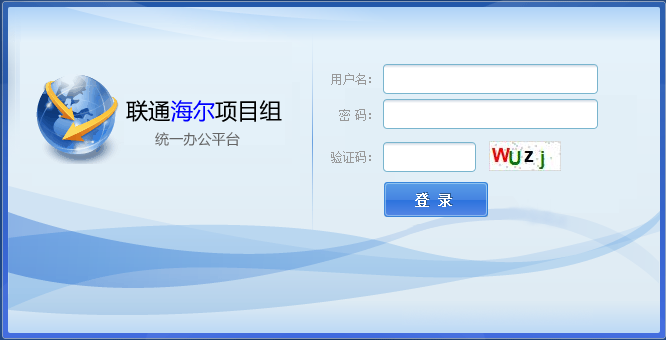 联通海尔项目组
统一办公平台
用户名:
密 码:
验证码:
WUzj
登 录